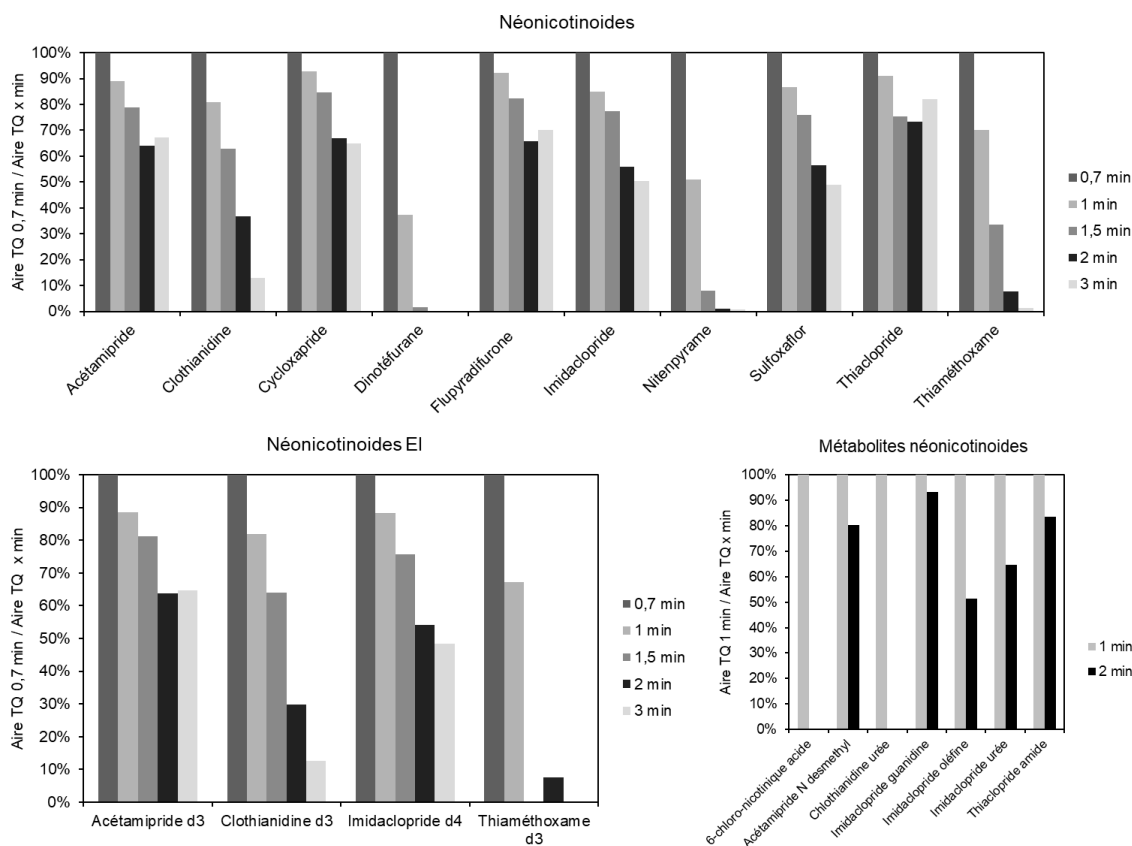 Néonicotinoides
Aire TQ 0,7 min / Aire TQ x min
100%
90%
80%
70%
60%
50%
40%
30%
20%
10%
0%
Acétamipride
Clothianidine
Cycloxapride
Dinotéfurane
Flupyradifurone
Imidaclopride
Nitenpyrame
Sulfoxaflor
Thiaclopride
Thiaméthoxame
0,7 min
1 min
1,5 min
2 min
3 min
Néonicotinoides EI
Aire TQ 0,7 min / Aire TQ x min
100%
90%
80%
70%
60%
50%
40%
30%
20%
10%
0%
Acétamipride d3
Clothianidine d3
Imidaclopride d4
Thiaméthoxame
d3
0,7 min
1 min
1,5 min
2 min
3 min
Métabolites néonicotinoides
Aire TQ 1 min / Aire TQ x min
100%
90%
80%
70%
60%
50%
40%
30%
20%
10%
0%
6-chloro-nicotinique acide
Acétamipride N desmethyl
Chlothianidine urée
Imidaclopride guanidine
Imidaclopride oléfine
Imidaclopride urée
Thiaclopride amide
1 min
2 min